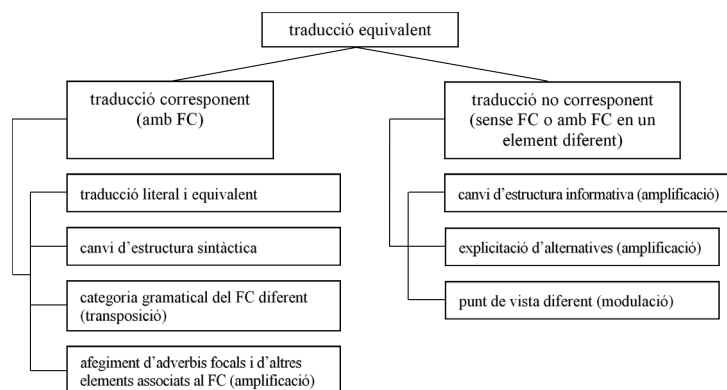 traducció equivalent
traducció corresponent
(amb FC)
traducció no corresponent
(sense FC o amb FC en un
element diferent)
traducció literal i equivalent
canvi d'estructura sintàctica
categoria gramatical del FC diferent
(transposició)
afegiment d'adverbis focals i d'altres
elements associats al FC (amplificació)
canvi d'estructura informativa (amplificació)
explicitació d'alternatives (amplificació)
punt de vista diferent (modulació)